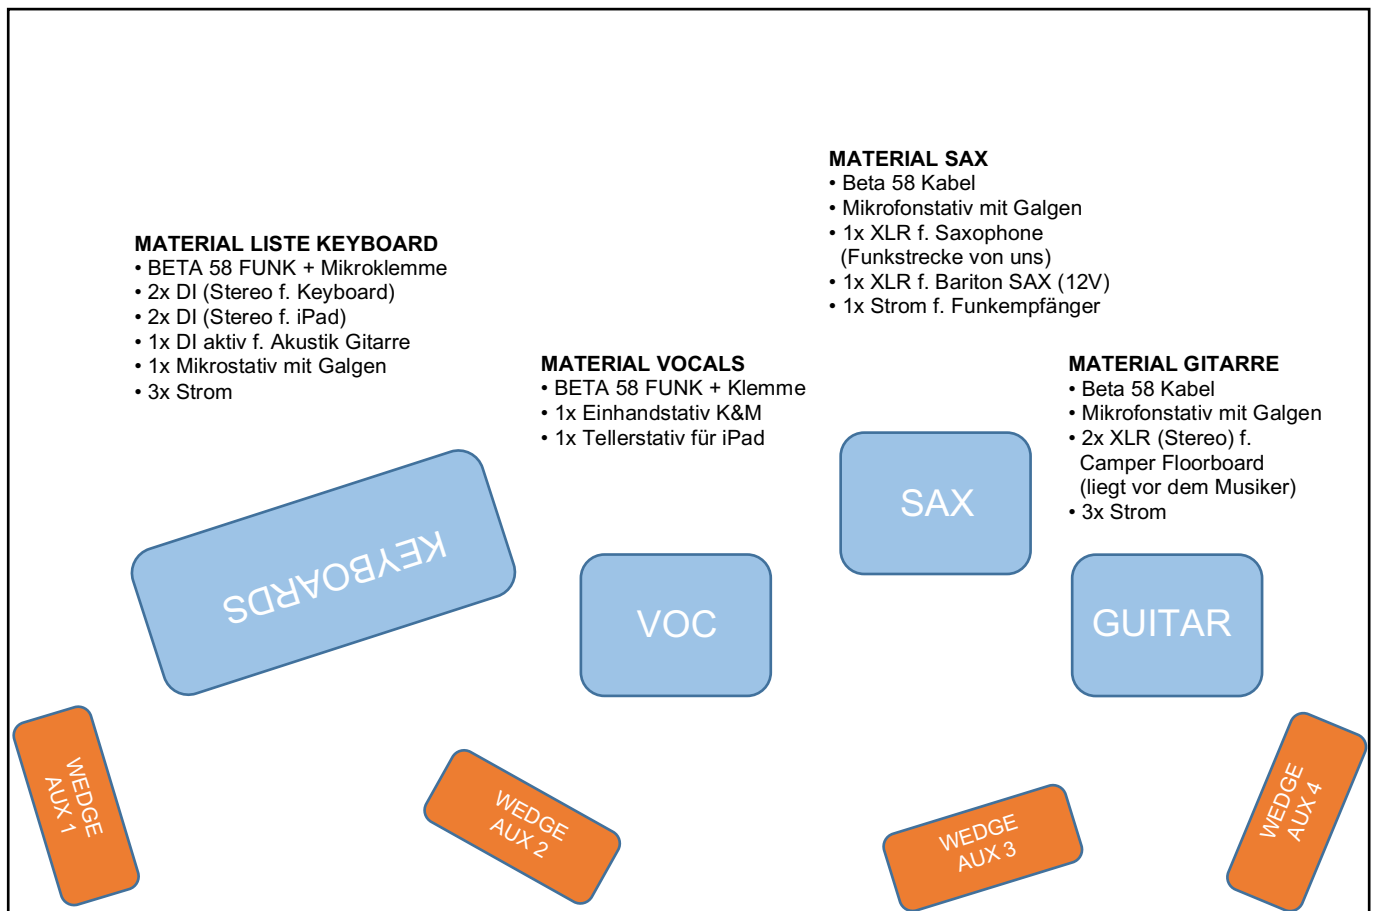 MATERIAL SAX
• Beta 58 Kabel
• Mikrofonstativ mit Galgen
• 1x XLR f. Saxophone
(Funkstrecke von uns)
• 1x XLR f. Bariton SAX (12V)
• 1x Strom f. Funkempfänger
MATERIAL LISTE KEYBOARD
• BETA 58 FUNK + Mikroklemme
• 2x DI (Stereo f. Keyboard)
• 2x DI (Stereo f. iPad)
• 1x DI aktiv f. Akustik Gitarre
• 1x Mikrostativ mit Galgen
• 3x Strom
MATERIAL VOCALS
• BETA 58 FUNK + Klemme
• 1x Einhandstativ K&M
• 1x Tellerstativ für iPad
MATERIAL GITARRE
• Beta 58 Kabel
• Mikrofonstativ mit Galgen
• 2x XLR (Stereo) f.
Camper Floorboard
(liegt vor dem Musiker)
• 3x Strom
KEYBOARDS
VOC
SAX
GUITAR
WEDGE
AUX 1
WEDGE
AUX 2
WEDGE
AUX 3
WEDGE
AUX 4